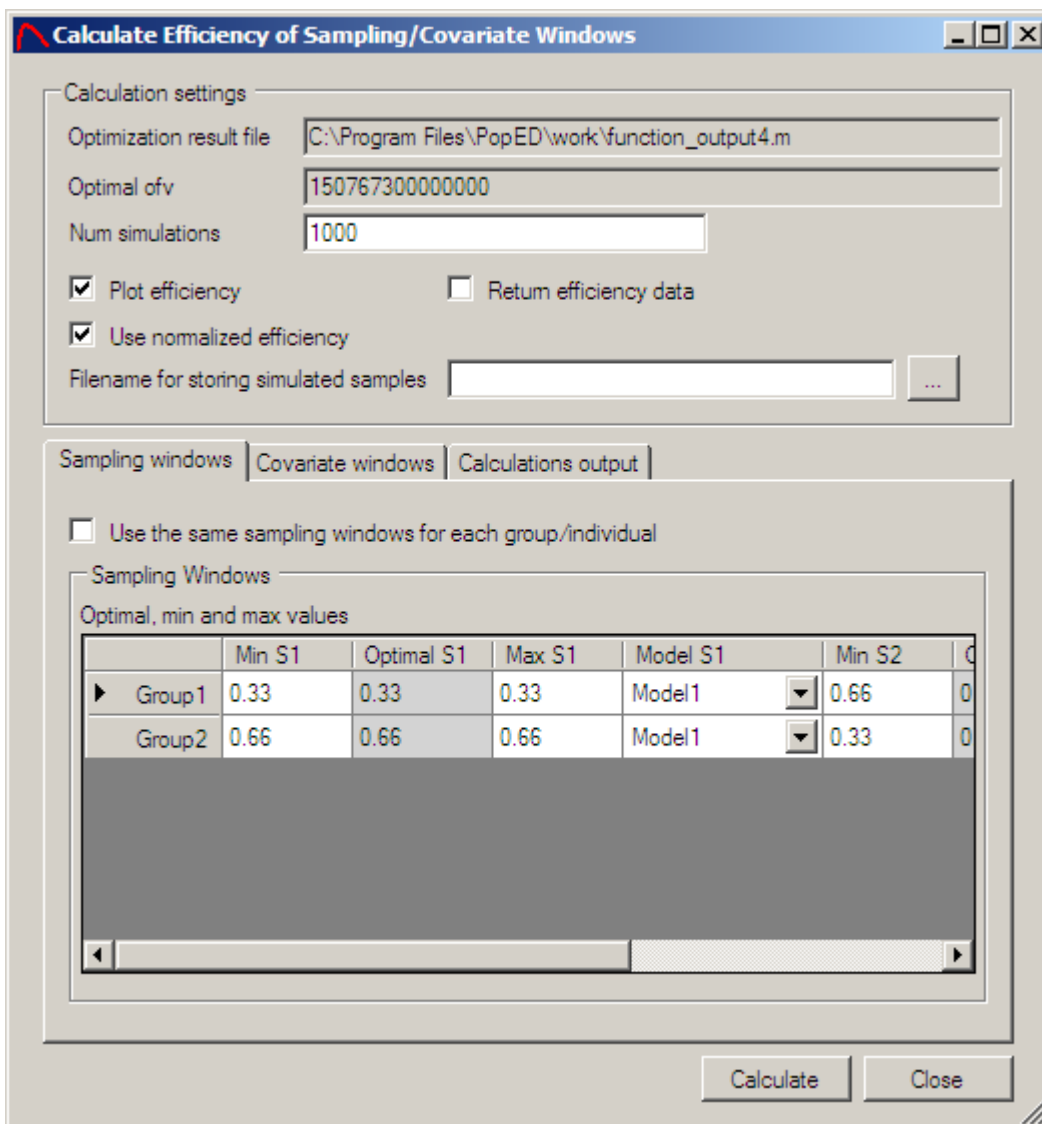 Calculate Efficiency of Sampling/Covariate Windows
Calculation settings
Optimization result file C:\Program Files\PopED\work\function_output4.m
Optimal ofv 150767300000000
Num simulations 1000
Plot efficiency Return efficiency data
Use normalized efficiency
Filename for storing simulated samples ...
Sampling windows Covariate windows Calculations output
Use the same sampling windows for each group/individual
Sampling Windows
Optimal, min and max values
Min S1 Optimal S1 Max S1 Model S1 Min S2
Group1 0.33 0.33 0.33 Model1 0.66 0
Group2 0.66 0.66 0.66 Model1 0.33 0
Calculate Close